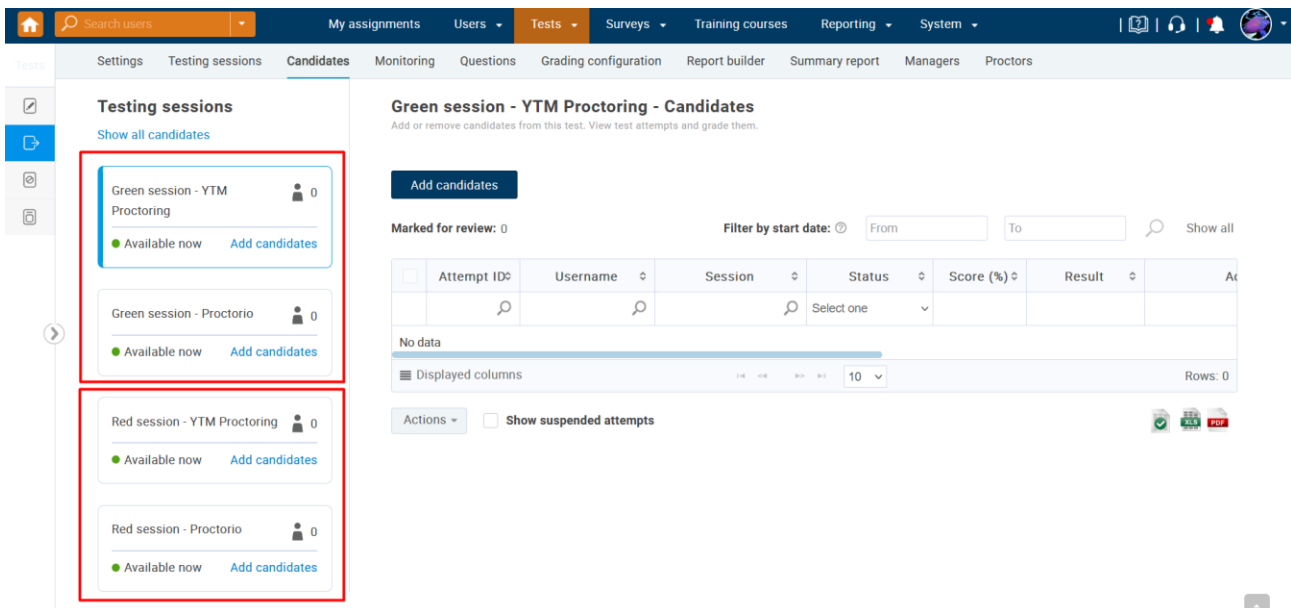 Search users
My assignments
Users
Tests
Surveys
Training courses
Reporting
System
Tests
Settings
Testing sessions
Candidates
Monitoring
Questions
Grading configuration
Report builder
Summary report
Managers
Proctors
Testing sessions
Show all candidates
Green session - YTM
Proctoring
0
Available now
Add candidates
Green session - Proctorio
0
Available now
Add candidates
Red session - YTM Proctoring
0
Available now
Add candidates
Red session - Proctorio
0
Available now
Add candidates
Green session - YTM Proctoring - Candidates
Add or remove candidates from this test. View test attempts and grade them.
Add candidates
Marked for review: 0
Filter by start date:
From
To
Show all
Attempt ID
Username
Session
Status
Score (%)
Result
Ac
Select one
No data
Displayed columns
10
Rows: 0
Actions
Show suspended attempts
XLS
PDF